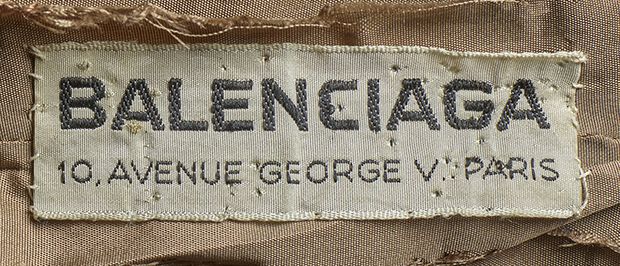 BALENCIAGA
10, AVENUE GEORGE V. PARIS